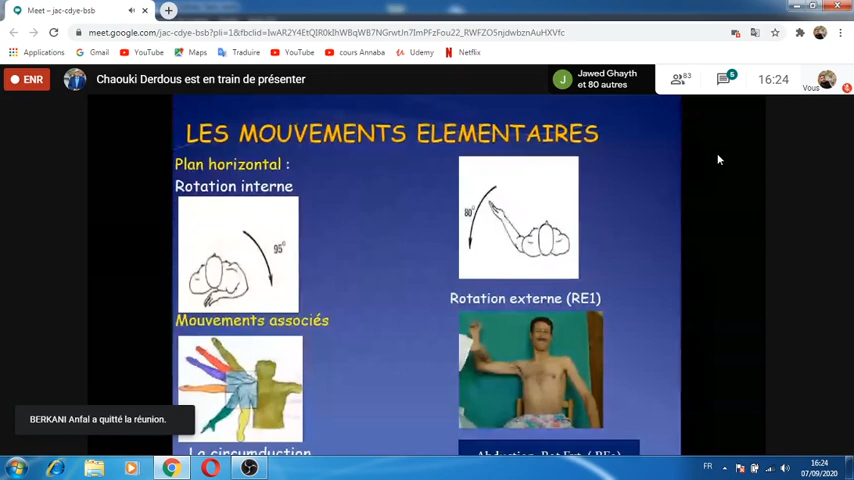 Meet – jac-cdye-bsb
meet.google.com/jac-cdye-bsb?pli=1&fbclid=IwAR2Y4EtQIR0kIhWBqWB7NGrwtUn7ImPFzFou22_RWFZO5njdwbznAuHXVfc
Applications
Gmail
YouTube
Maps
Traduire
YouTube
cours Annaba
Udemy
Netflix
ENR
Chaouki Derdous est en train de présenter
J
Jawed Ghayth
et 80 autres
83
5
16:24
Vous
LES MOUVEMENTS ELEMENTAIRES
Plan horizontal :
Rotation interne
95°
80°
Rotation externe (RE1)
Mouvements associés
BERKANI Anfal a quitté la réunion.
La circumduction
FR
16:24
07/09/2020